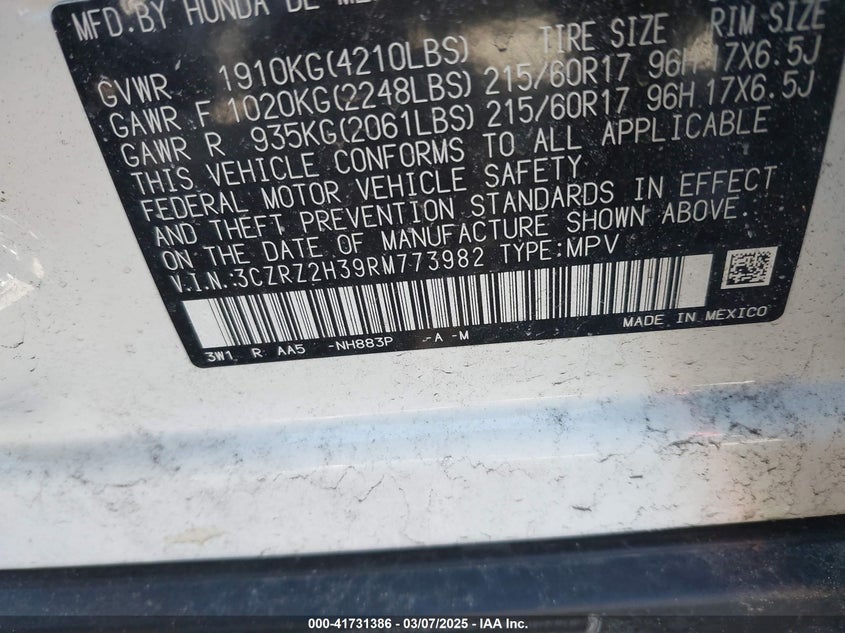 MFD.BY HONDA DE
TIRE SIZE RIM SIZE
GVWR 1910KG(4210LBS)
GAWR F 1020KG(2248LBS) 215/60R17 96H 17X6.5J
GAWR R 935KG(2061LBS) 215/60R17 96H 17X6.5J
THIS VEHICLE CONFORMS TO ALL APPLICABLE
FEDERAL MOTOR VEHICLE SAFETY
AND THEFT PREVENTION STANDARDS IN EFFECT
ON THE DATE OF MANUFACTURE SHOWN ABOVE.
V.I.N.:3CZRZ2H39RM773982 TYPE:MPV
MADE IN MEXICO
3W1 R AA5 -NH883P -A -M
000-41731386 - 03/07/2025 - IAA Inc.